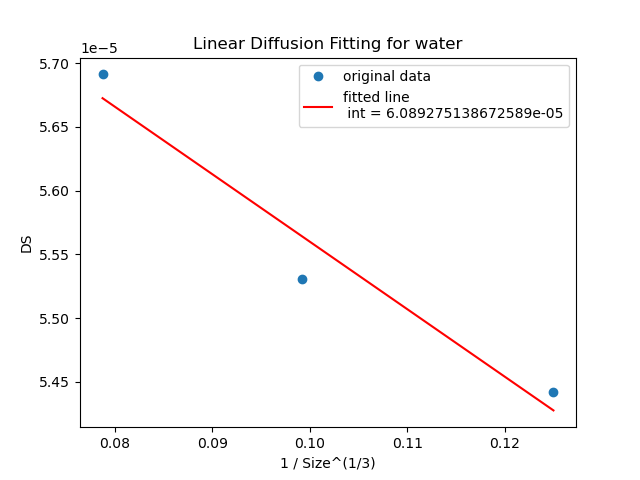 Linear Diffusion Fitting for water
1e−5
5.70
5.65
5.60
5.55
5.50
5.45
DS
original data
fitted line
int = 6.089275138672589e-05
0.08
0.09
0.10
0.11
0.12
1 / Size^(1/3)